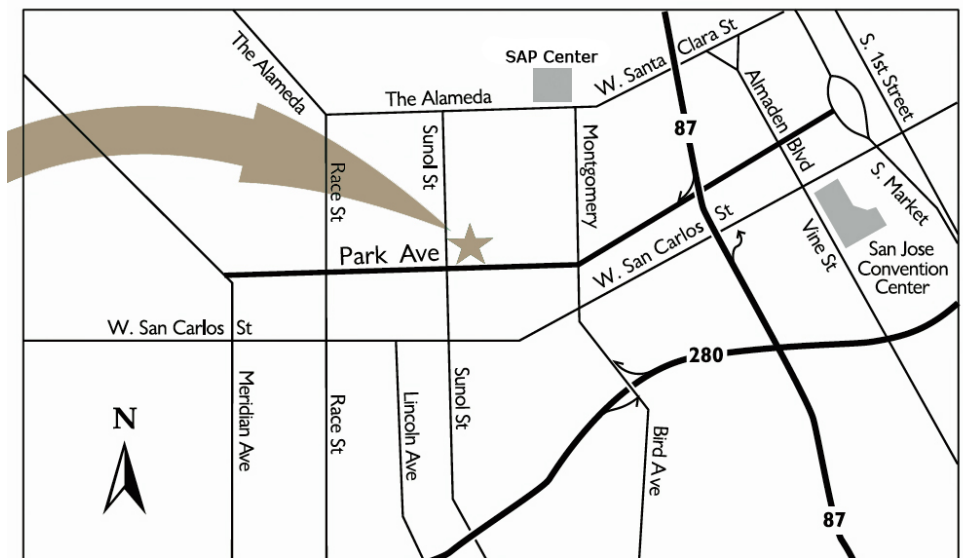 The Alameda
SAP Center
W. Santa Clara St
S. 1st Street
The Alameda
87
Almaden Blvd
Race St
Sunol St
Montgomery
S. Market
Park Ave
W. San Carlos St
Vine St
San Jose
Convention
Center
W. San Carlos St
280
Meridian Ave
Race St
Lincoln Ave
Sunol St
Bird Ave
N
87